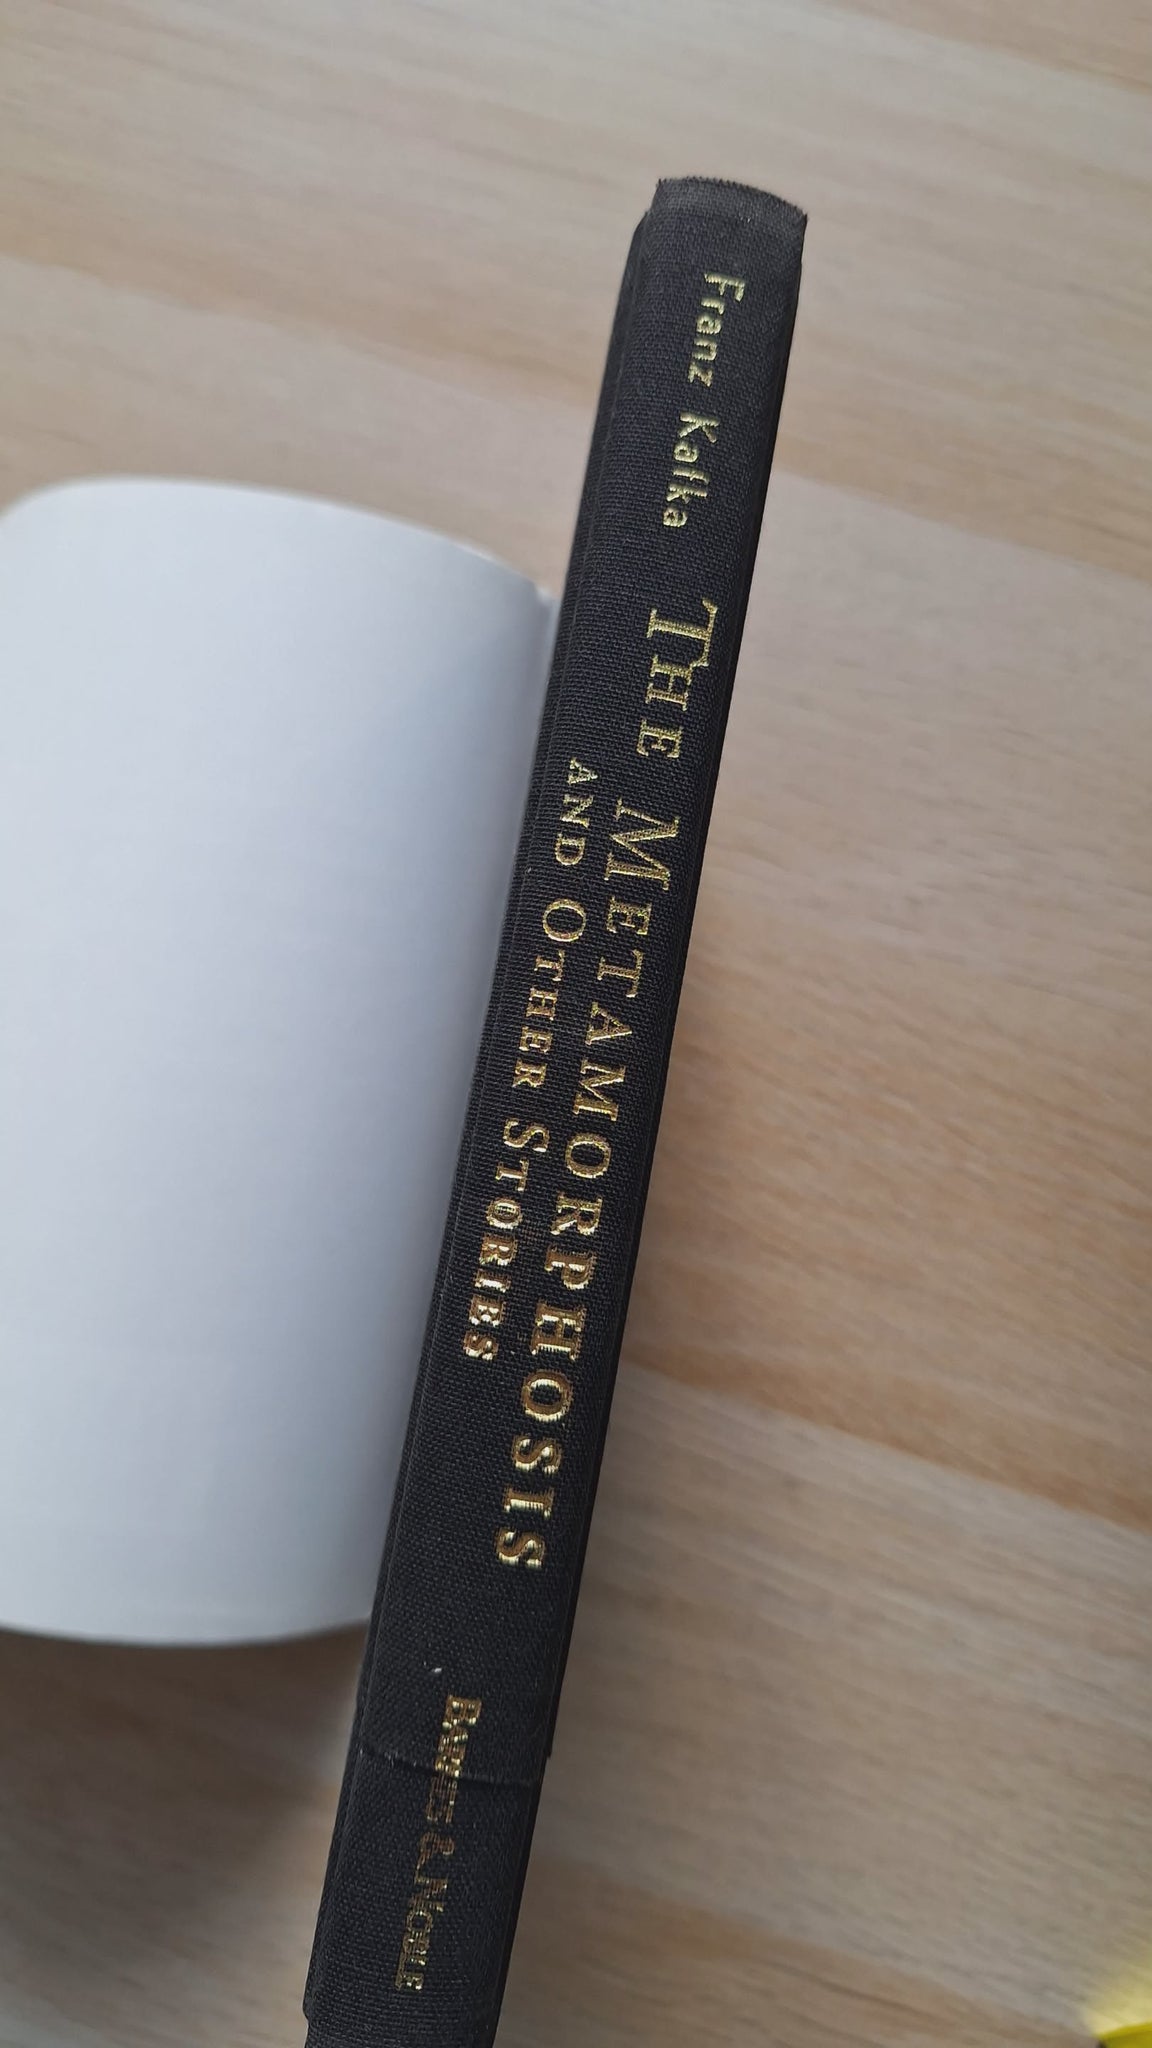 Franz Kafka
THE METAMORPHOSIS
AND OTHER STORIES
BARNES & NOBLE